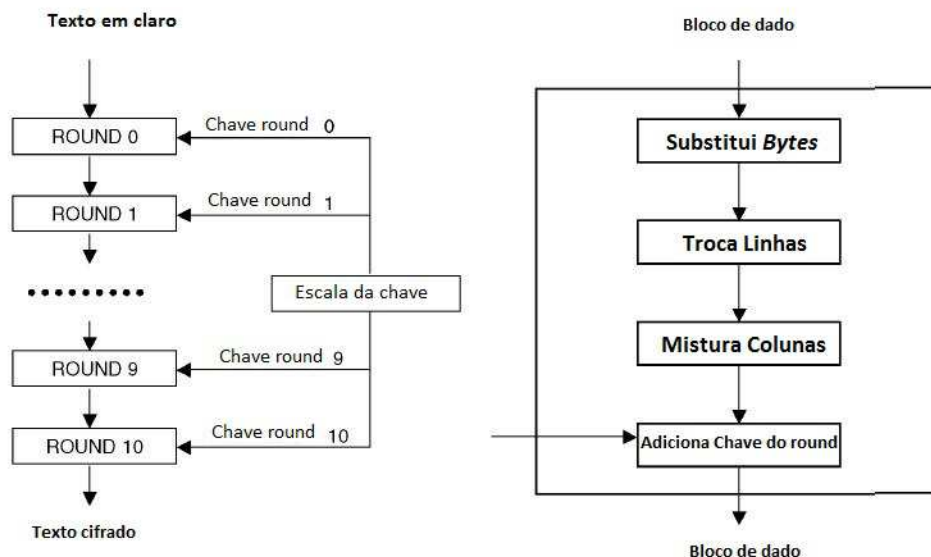 Texto em claro
ROUND 0
Chave round 0
ROUND 1
Chave round 1
Escala da chave
ROUND 9
Chave round 9
ROUND 10
Chave round 10
Texto cifrado
Bloco de dado
Substitui Bytes
Troca Linhas
Mistura Colunas
Adiciona Chave do round
Bloco de dado